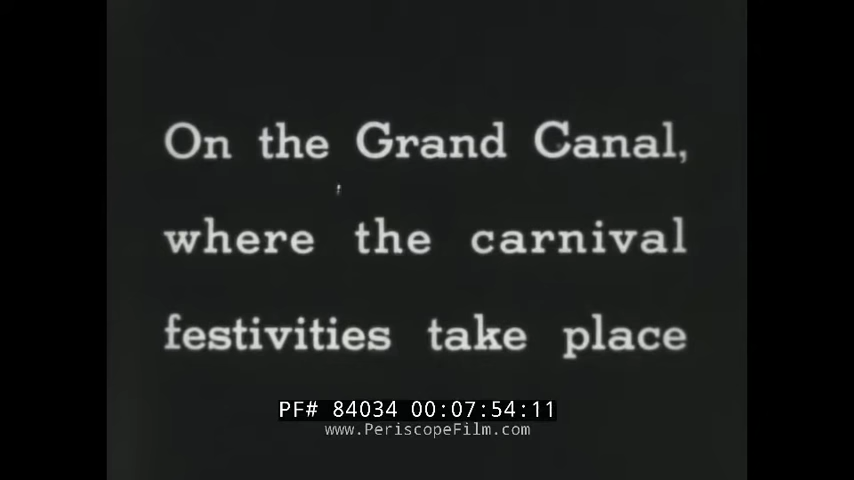 On the Grand Canal,
where the carnival
festivities take place
PF# 84034 00:07:54:11
www.PeriscopeFilm.com